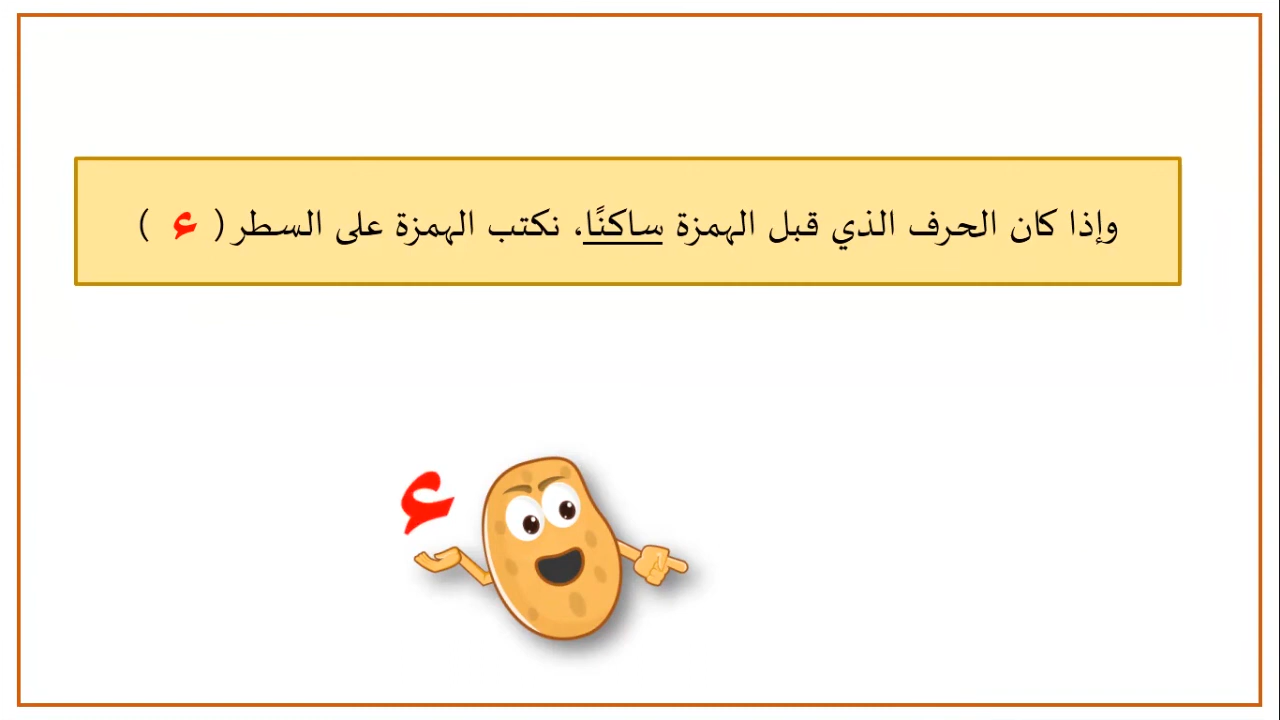 وإذا كان الحرف الذي قبل الهمزة ساكنًا، نكتب الهمزة على السطر ( ء )
ء